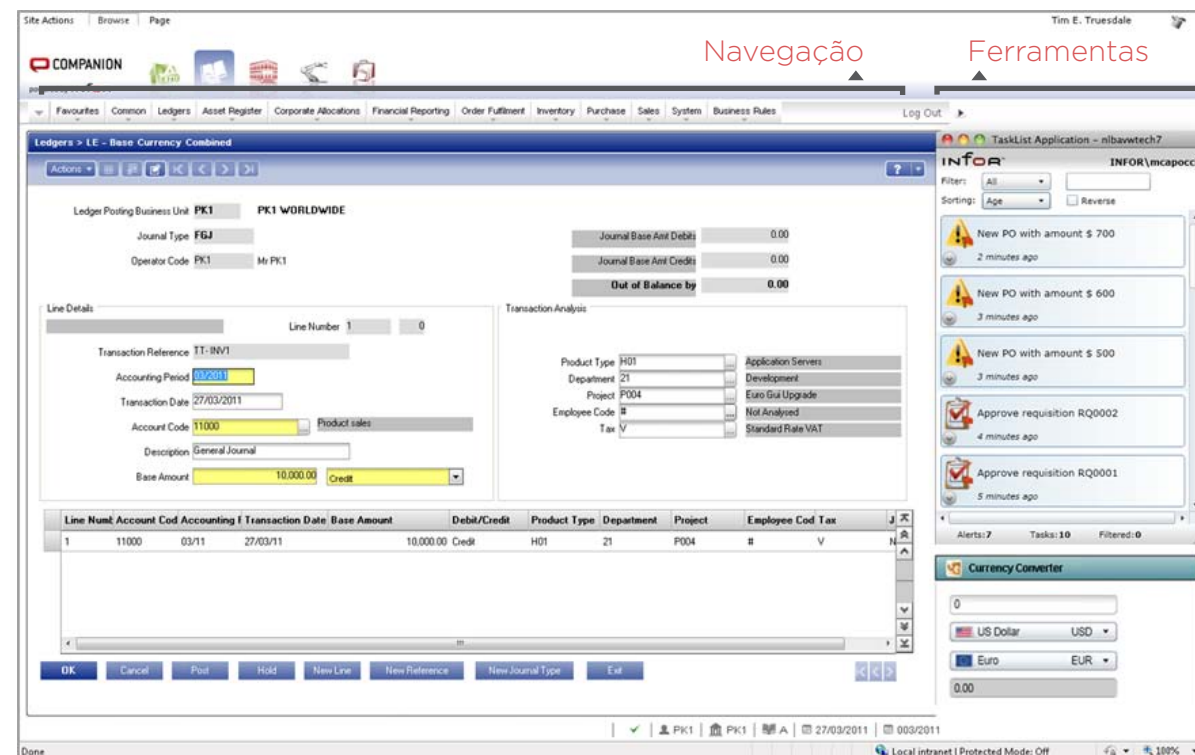 Site Actions Browse Page Tim E. Truesdale
Navegação Ferramentas
COMPANION
Favourites Common Ledgers Asset Register Corporate Allocations Financial Reporting Order Fulfilment Inventory Purchase Sales System Business Rules Log Out
Ledgers > LE - Base Currency Combined
Actions ?
Ledger Posting Business Unit PK1 PK1 WORLDWIDE
Journal Type FGJ Journal Base Amt Debits 0.00
Operator Code PK1 Mr PK1 Journal Base Amt Credits 0.00
Out of Balance by 0.00
Line Details
Line Number 1 0
Transaction Reference TT-INV1
Accounting Period 03/2011
Transaction Date 27/03/2011
Account Code 11000 Product sales
Description General Journal
Base Amount 10,000.00 Credit
Transaction Analysis
Product Type H01 Application Servers
Department 21 Development
Project P004 Euro Gui Upgrade
Employee Code # Not Analysed
Tax V Standard Rate VAT
Line Numb Account Cod Accounting F Transaction Date Base Amount Debit/Credit Product Type Department Project Employee Cod Tax J
1 11000 03/11 27/03/11 10,000.00 Credit H01 21 P004 # V N
OK Cancel Post Hold New Line New Reference New Journal Type Exit
PK1 PK1 A 27/03/2011 003/2011
TaskList Application - nlbavwtech7
INFOR INFOR\mcapocc
Filter: All
Sorting: Age Reverse
New PO with amount $ 700
2 minutes ago
New PO with amount $ 600
3 minutes ago
New PO with amount $ 500
3 minutes ago
Approve requisition RQ0002
4 minutes ago
Approve requisition RQ0001
5 minutes ago
Alerts:7 Tasks:10 Filtered:0
Currency Converter
0
US Dollar USD
Euro EUR
0.00
Done Local intranet | Protected Mode: Off 100%